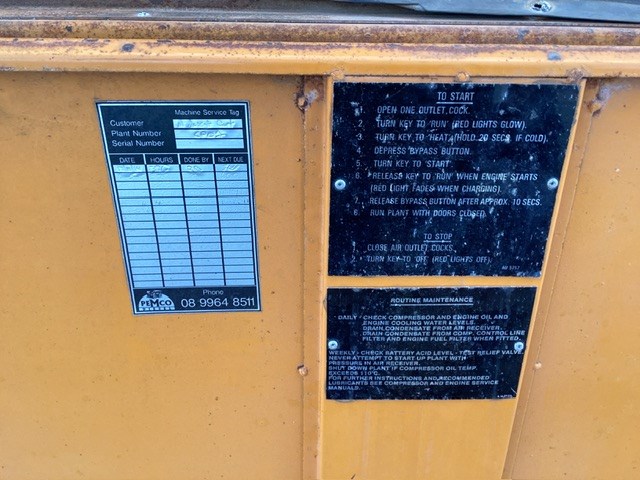 Machine Service Tag
Customer
Plant Number
Serial Number
DATE HOURS DONE BY NEXT DUE
Phone
PEMCO
08 9964 8511
TO START
1. OPEN ONE OUTLET COCK.
2. TURN KEY TO 'RUN' (RED LIGHTS GLOW).
3. TURN KEY TO 'HEAT' (HOLD 20 SECS. IF COLD).
4. DEPRESS BYPASS BUTTON.
5. TURN KEY TO 'START'.
6. RELEASE KEY TO 'RUN' WHEN ENGINE STARTS
(RED LIGHT FADES WHEN CHARGING).
7. RELEASE BYPASS BUTTON AFTER APPROX. 10 SECS.
8. RUN PLANT WITH DOORS CLOSED.
TO STOP
1. CLOSE AIR OUTLET COCKS.
2. TURN KEY TO 'OFF' (RED LIGHTS OFF).
ROUTINE MAINTENANCE
DAILY - CHECK COMPRESSOR AND ENGINE OIL AND
ENGINE COOLING WATER LEVELS.
DRAIN CONDENSATE FROM AIR RECEIVER.
DRAIN CONDENSATE FROM COMP. CONTROL LINE
FILTER AND ENGINE FUEL FILTER WHEN FITTED.
WEEKLY - CHECK BATTERY ACID LEVEL - TEST RELIEF VALVE.
NEVER ATTEMPT TO START UP PLANT WITH
PRESSURE IN AIR RECEIVER.
SHUT DOWN PLANT IF COMPRESSOR OIL TEMP.
EXCEEDS 110°C.
FOR FURTHER INSTRUCTIONS AND RECOMMENDED
LUBRICANTS SEE COMPRESSOR AND ENGINE SERVICE
MANUALS.